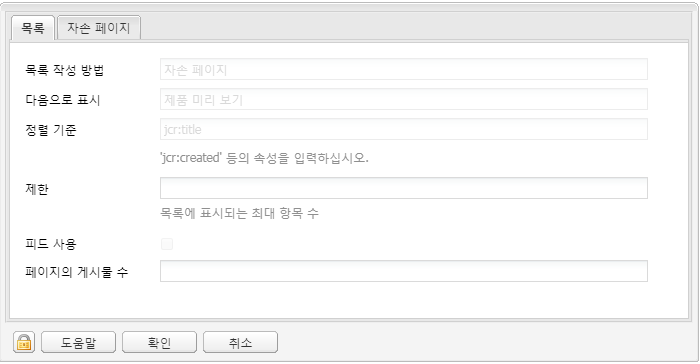 목록 자손 페이지
목록 작성 방법 자손 페이지
다음으로 표시 제품 미리 보기
정렬 기준 jcr:title
'jcr:created' 등의 속성을 입력하십시오.
제한
목록에 표시되는 최대 항목 수
피드 사용
페이지의 게시물 수
도움말 확인 취소